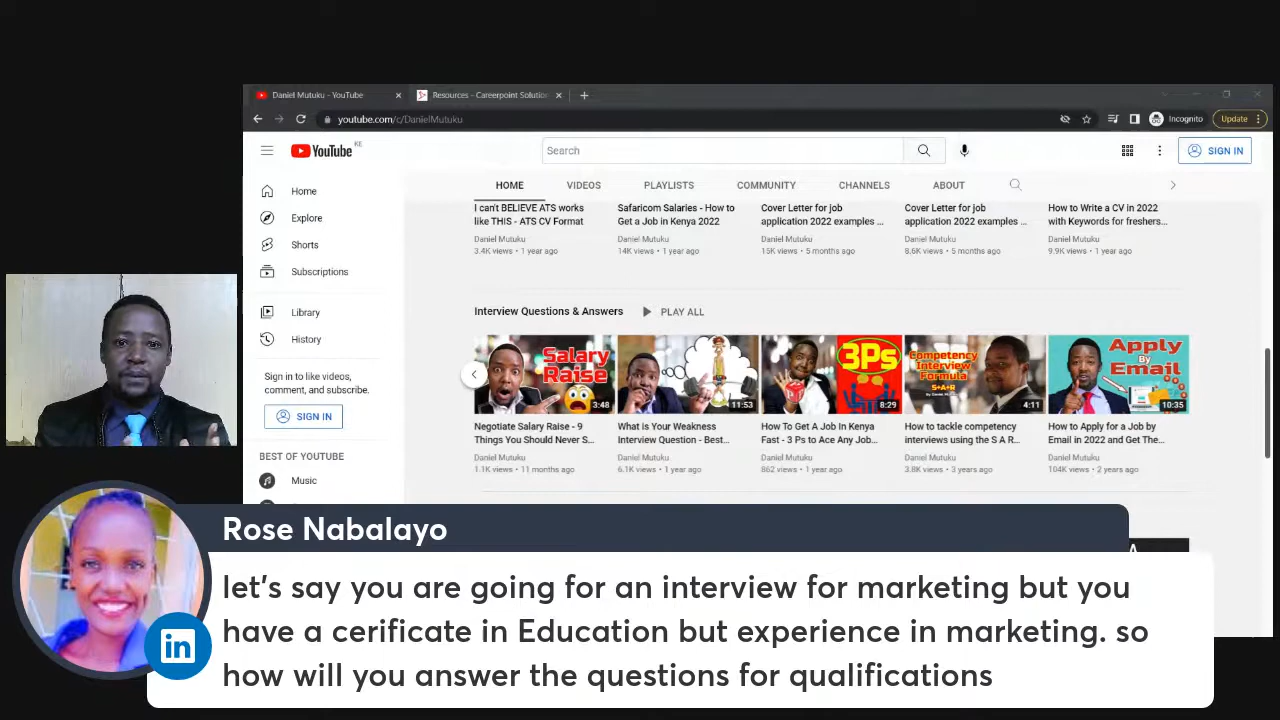 Daniel Mutuku - YouTube
Resources - Careerpoint Solution
youtube.com/c/DanielMutuku
Incognito
Update
YouTube KE
Search
SIGN IN
HOME
VIDEOS
PLAYLISTS
COMMUNITY
CHANNELS
ABOUT
Home
Explore
Shorts
Subscriptions
Library
History
Sign in to like videos,
comment, and subscribe.
SIGN IN
BEST OF YOUTUBE
Music
I can't BELIEVE ATS works
like THIS - ATS CV Format
Daniel Mutuku
3.4K views • 1 year ago
Safaricom Salaries - How to
Get a Job in Kenya 2022
Daniel Mutuku
14K views • 1 year ago
Cover Letter for job
application 2022 examples ...
Daniel Mutuku
15K views • 5 months ago
Cover Letter for job
application 2022 examples ...
Daniel Mutuku
8.6K views • 5 months ago
How to Write a CV in 2022
with Keywords for freshers...
Daniel Mutuku
9.9K views • 1 year ago
Interview Questions & Answers
PLAY ALL
Salary
Raise
3:48
Negotiate Salary Raise - 9
Things You Should Never S...
Daniel Mutuku
1.1K views • 11 months ago
11:53
What is Your Weakness
Interview Question - Best...
Daniel Mutuku
6.1K views • 1 year ago
3Ps
8:29
How To Get A Job In Kenya
Fast - 3 Ps to Ace Any Job...
Daniel Mutuku
862 views • 1 year ago
Competency
Interview
Formula
S+A+R
4:11
How to tackle competency
interviews using the S A R...
Daniel Mutuku
3.8K views • 3 years ago
Apply
By
Email
10:35
How to Apply for a Job by
Email in 2022 and Get The...
Daniel Mutuku
104K views • 2 years ago
Rose Nabalayo
let's say you are going for an interview for marketing but you
have a cerificate in Education but experience in marketing. so
how will you answer the questions for qualifications
in